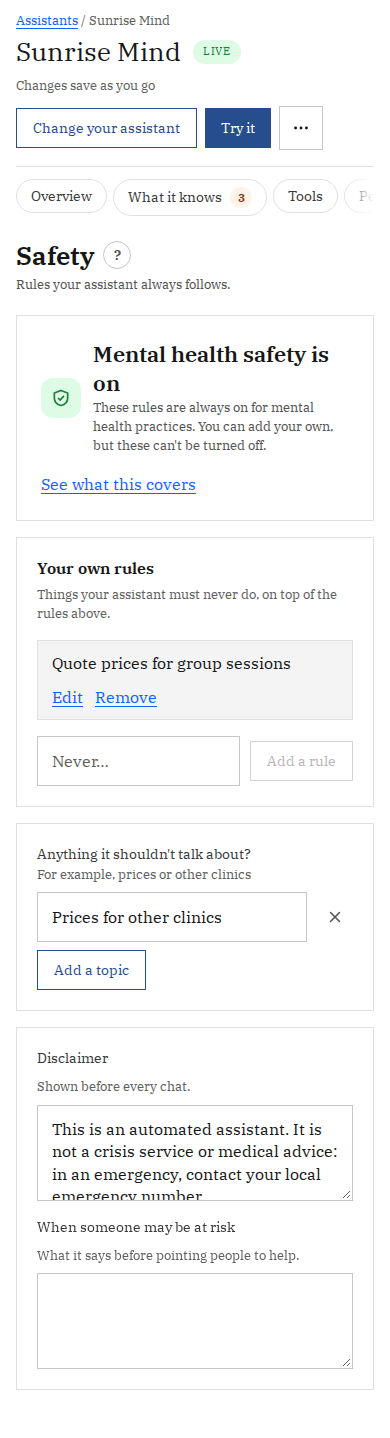 Assistants / Sunrise Mind
Sunrise Mind LIVE
Changes save as you go
Change your assistant Try it ...
Overview What it knows 3 Tools
Safety ?
Rules your assistant always follows.
Mental health safety is
on
These rules are always on for mental
health practices. You can add your own,
but these can't be turned off.
See what this covers
Your own rules
Things your assistant must never do, on top of the
rules above.
Quote prices for group sessions
Edit Remove
Never... Add a rule
Anything it shouldn't talk about?
For example, prices or other clinics
Prices for other clinics
Add a topic
Disclaimer
Shown before every chat.
This is an automated assistant. It is
not a crisis service or medical advice:
in an emergency, contact your local
emergency number
When someone may be at risk
What it says before pointing people to help.